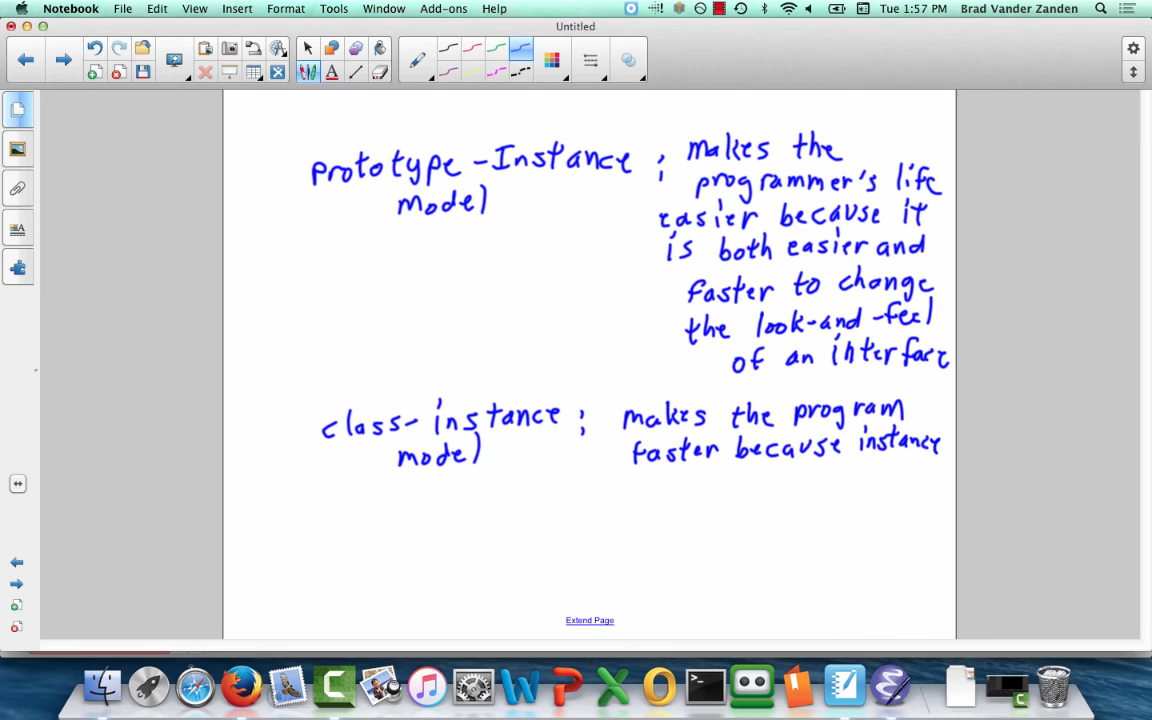 Notebook File Edit View Insert Format Tools Window Add-ons Help Tue 1:57 PM Brad Vander Zanden
Untitled
prototype-Instance : makes the
model programmer's life
easier because it
is both easier and
faster to change
the look-and-feel
of an interface
class-instance : makes the program
model faster because instance
Extend Page